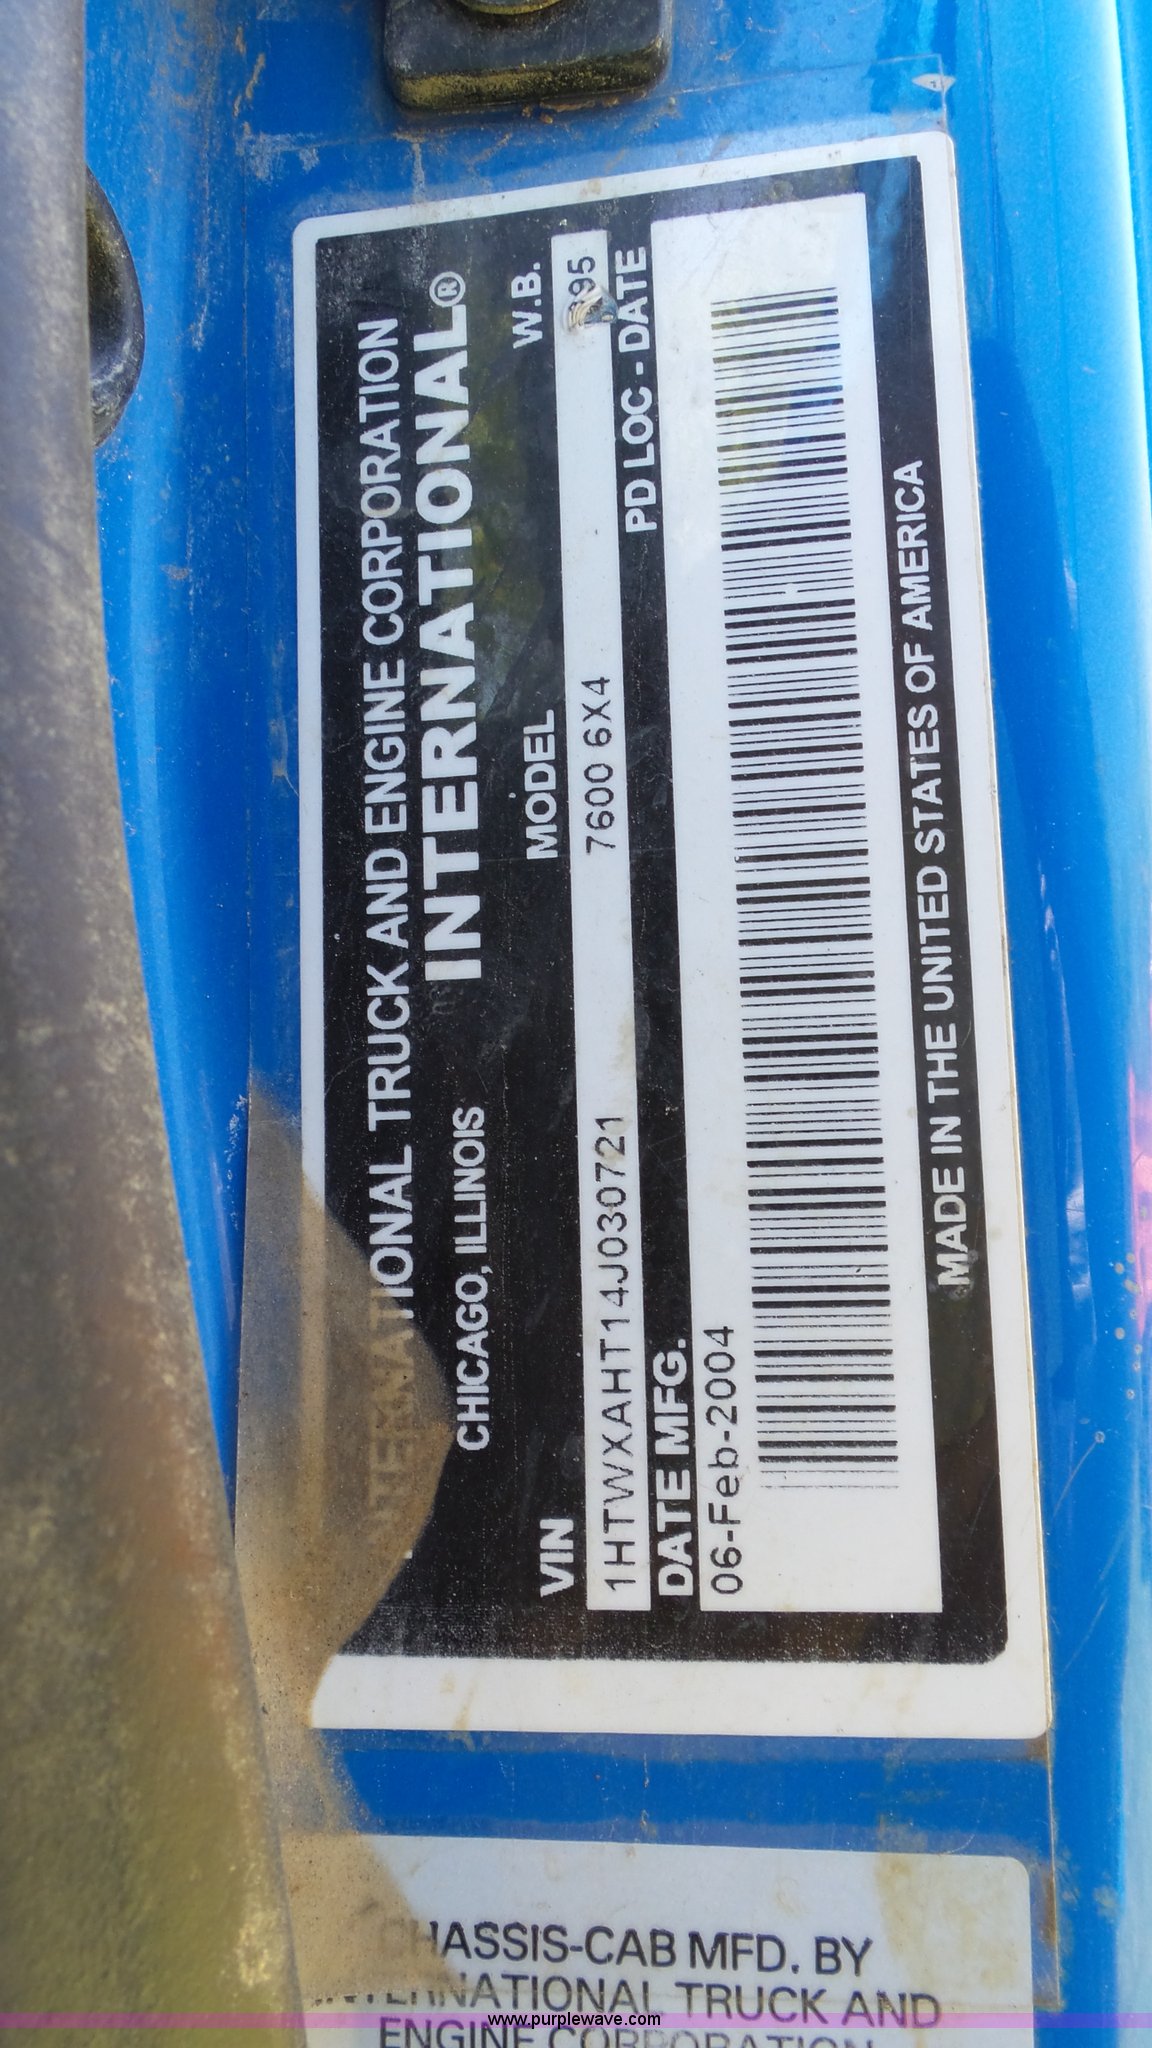 INTERNATIONAL TRUCK AND ENGINE CORPORATION
CHICAGO, ILLINOIS INTERNATIONAL®
VIN MODEL W.B.
1HTWXAHT14J030721 7600 6X4
DATE MFG. PD LOC - DATE
06-Feb-2004
MADE IN THE UNITED STATES OF AMERICA
CHASSIS-CAB MFD. BY
INTERNATIONAL TRUCK AND
ENGINE CORPORATION
www.purplewave.com